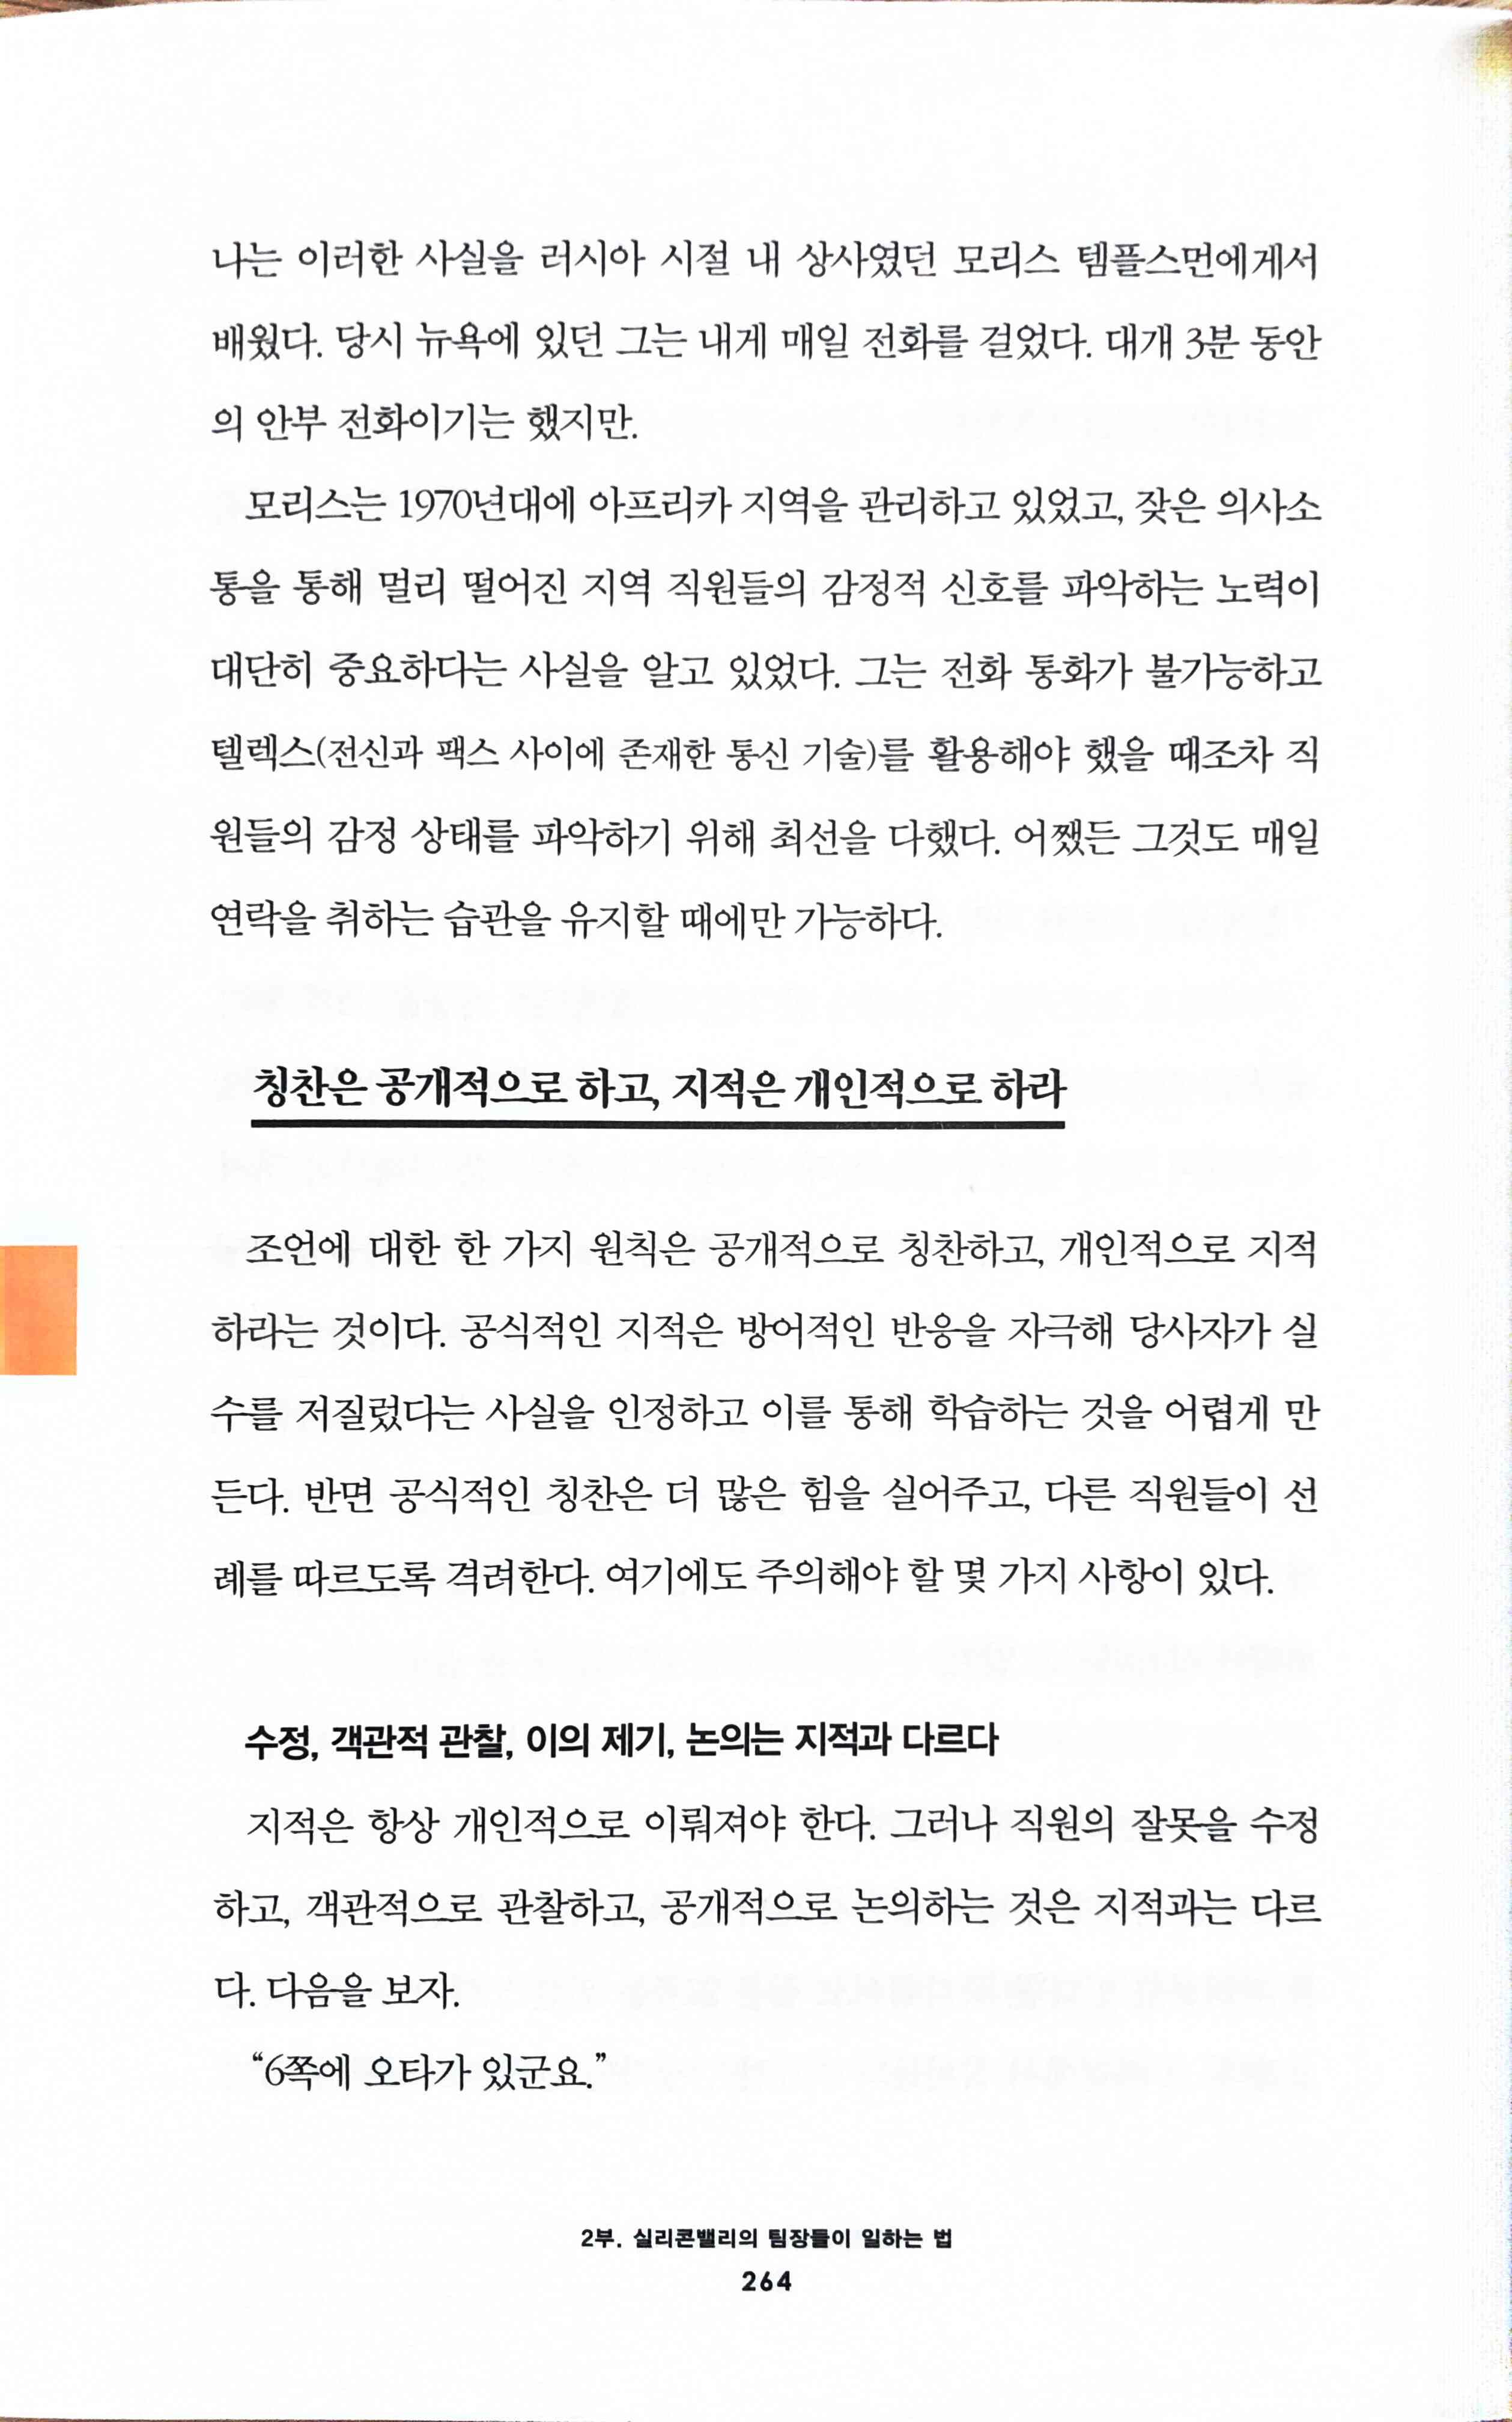 나는 이러한 사실을 러시아 시절 내 상사였던 모리스 템플스먼에게서
배웠다. 당시 뉴욕에 있던 그는 내게 매일 전화를 걸었다. 대개 3분 동안
의 안부 전화이기는 했지만.
모리스는 1970년대에 아프리카 지역을 관리하고 있었고, 잦은 의사소
통을 통해 멀리 떨어진 지역 직원들의 감정적 신호를 파악하는 노력이
대단히 중요하다는 사실을 알고 있었다. 그는 전화 통화가 불가능하고
텔렉스(전신과 팩스 사이에 존재한 통신 기술)를 활용해야 했을 때조차 직
원들의 감정 상태를 파악하기 위해 최선을 다했다. 어쨌든 그것도 매일
연락을 취하는 습관을 유지할 때에만 가능하다.
칭찬은 공개적으로 하고, 지적은 개인적으로 하라
조언에 대한 한 가지 원칙은 공개적으로 칭찬하고, 개인적으로 지적
하라는 것이다. 공식적인 지적은 방어적인 반응을 자극해 당사자가 실
수를 저질렀다는 사실을 인정하고 이를 통해 학습하는 것을 어렵게 만
든다. 반면 공식적인 칭찬은 더 많은 힘을 실어주고, 다른 직원들이 선
례를 따르도록 격려한다. 여기에도 주의해야 할 몇 가지 사항이 있다.
수정, 객관적 관찰, 이의 제기, 논의는 지적과 다르다
지적은 항상 개인적으로 이뤄져야 한다. 그러나 직원의 잘못을 수정
하고, 객관적으로 관찰하고, 공개적으로 논의하는 것은 지적과는 다르
다. 다음을 보자.
“6쪽에 오타가 있군요.”
2부. 실리콘밸리의 팀장들이 일하는 법
264